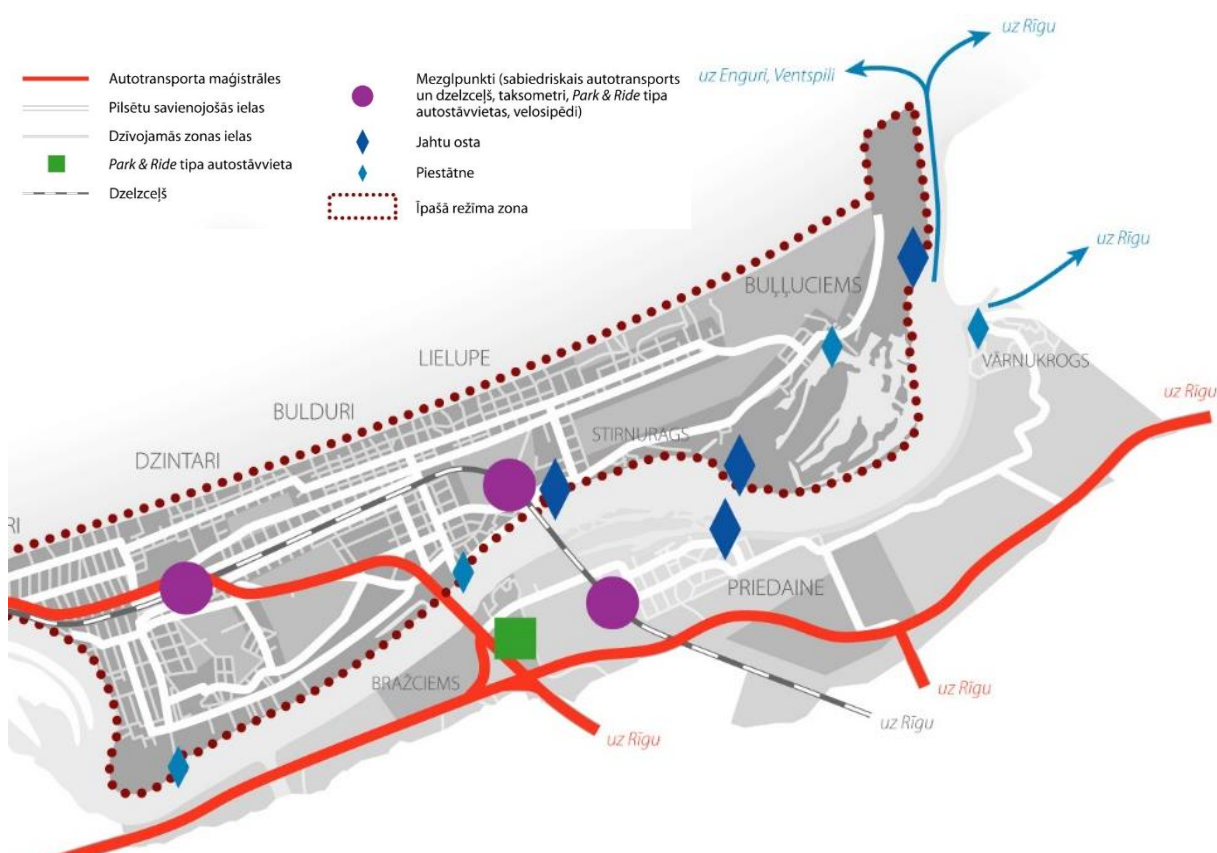 Autotransporta maģistrāles
Pilsētu savienojošās ielas
Dzīvojamās zonas ielas
Park & Ride tipa autostāvvieta
Dzelzceļš
Mezglpunkti (sabiedriskais autotransports
un dzelzceļš, taksometri, Park & Ride tipa
autostāvvietas, velosipēdi)
Jahtu osta
Piestātne
Īpašā režīma zona
uz Rīgu
uz Enguri, Ventspili
uz Rīgu
BUĻĻUCIEMS
VĀRNUKROGS
LIELUPE
uz Rīgu
BULDURI
STIRNURAGS
DZINTARI
RI
PRIEDAINE
BRAŽCIEMS
uz Rīgu
uz Rīgu
uz Rīgu